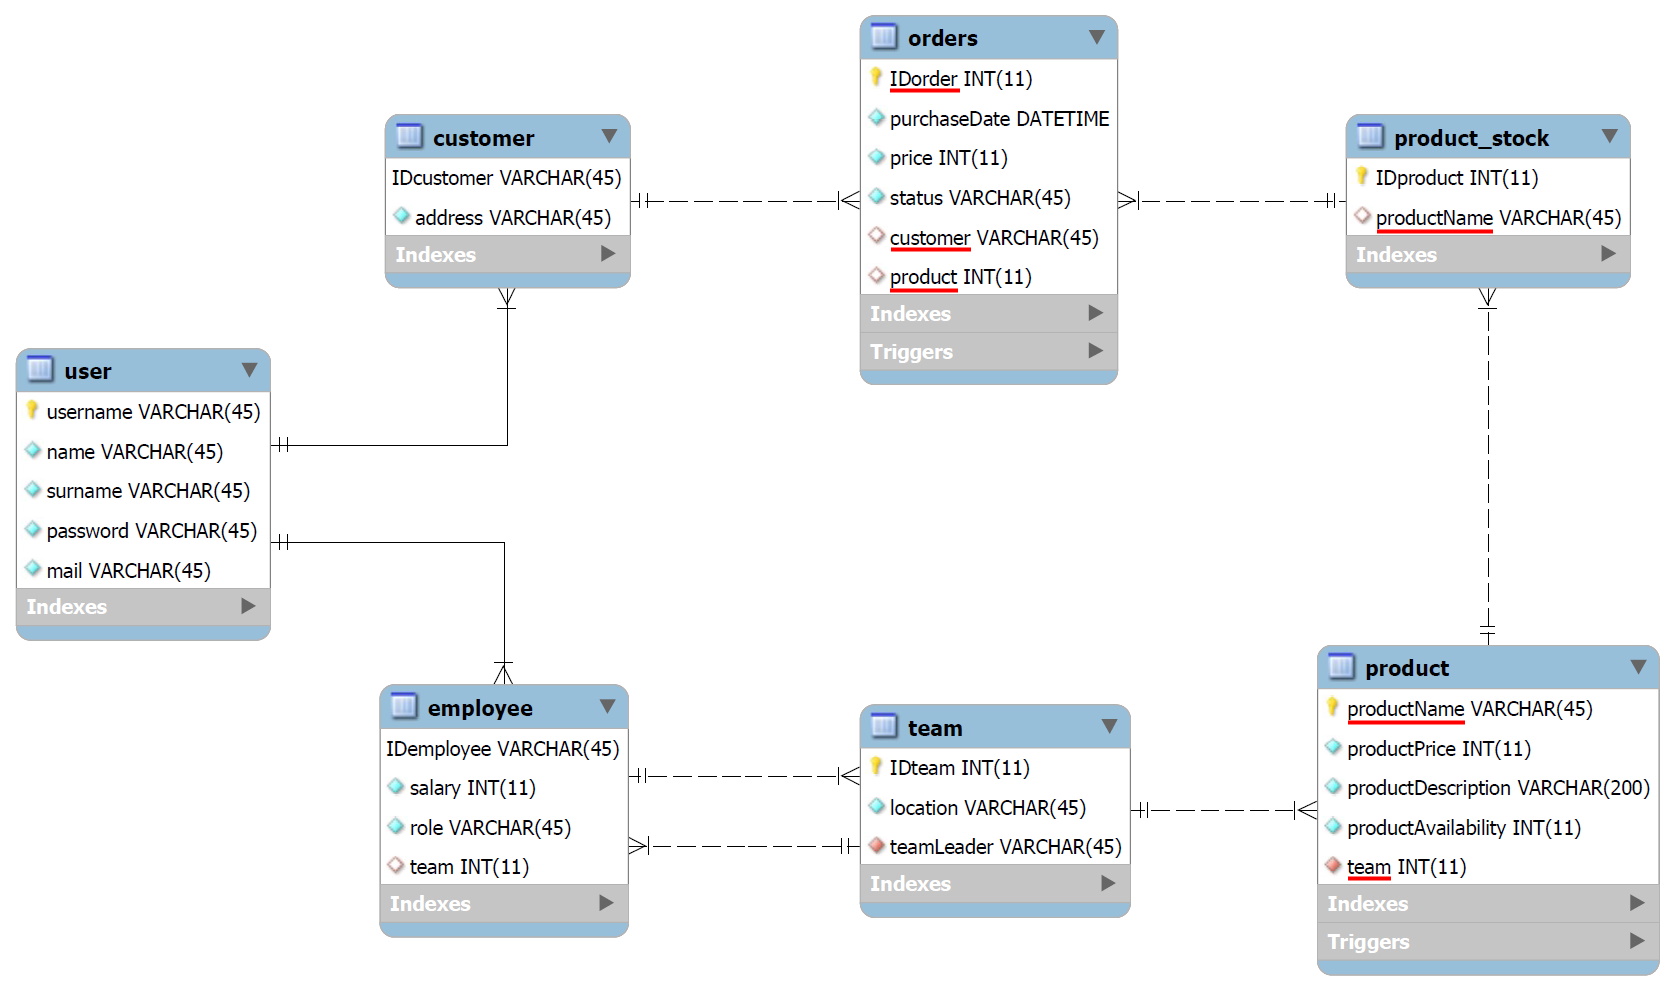 orders
IDorder INT(11)
purchaseDate DATETIME
price INT(11)
status VARCHAR(45)
customer VARCHAR(45)
product INT(11)
Indexes
Triggers
customer
IDcustomer VARCHAR(45)
address VARCHAR(45)
Indexes
product_stock
IDproduct INT(11)
productName VARCHAR(45)
Indexes
user
username VARCHAR(45)
name VARCHAR(45)
surname VARCHAR(45)
password VARCHAR(45)
mail VARCHAR(45)
Indexes
employee
IDemployee VARCHAR(45)
salary INT(11)
role VARCHAR(45)
team INT(11)
Indexes
team
IDteam INT(11)
location VARCHAR(45)
teamLeader VARCHAR(45)
Indexes
product
productName VARCHAR(45)
productPrice INT(11)
productDescription VARCHAR(200)
productAvailability INT(11)
team INT(11)
Indexes
Triggers